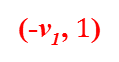 (-v₁, 1)